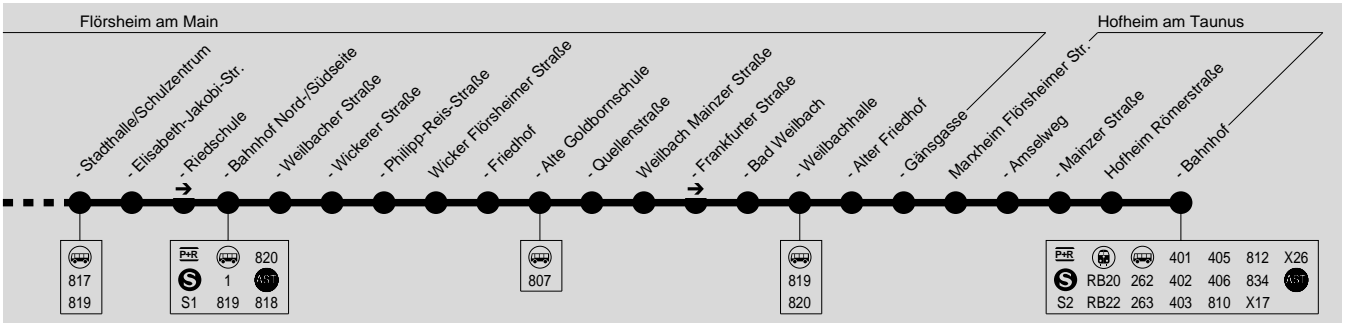 Flörsheim am Main
Hofheim am Taunus
- Stadthalle/Schulzentrum
- Elisabeth-Jakobi-Str.
- Riedschule
- Bahnhof Nord-/Südseite
- Weilbacher Straße
- Wickerer Straße
- Philipp-Reis-Straße
Wicker Flörsheimer Straße
- Friedhof
- Alte Goldbornschule
- Quellenstraße
Weilbach Mainzer Straße
- Frankfurter Straße
- Bad Weilbach
- Weilbachhalle
- Alter Friedhof
- Gänsgasse
Marxheim Flörsheimer Str.
- Amselweg
- Mainzer Straße
Hofheim Römerstraße
- Bahnhof
817
819
P+R 820
S 1 AST
S1 819 818
807
819
820
P+R 401 405 812 X26
S RB20 262 402 406 834 AST
S2 RB22 263 403 810 X17